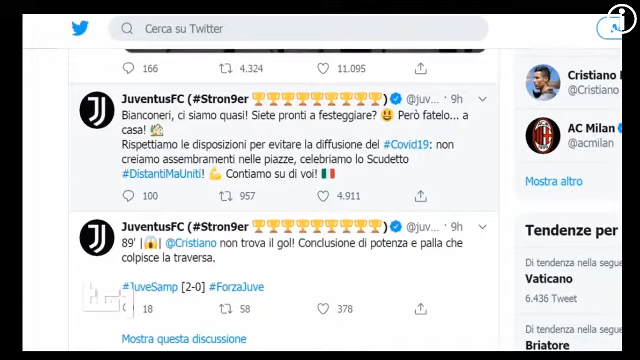 Cerca su Twitter
166 4.324 11.095
JuventusFC (#Stron9er 🏆🏆🏆🏆🏆🏆🏆🏆🏆) @juv... · 9h
Bianconeri, ci siamo quasi! Siete pronti a festeggiare? 😃 Però fatelo... a
casa! 🏠
Rispettiamo le disposizioni per evitare la diffusione del #Covid19: non
creiamo assembramenti nelle piazze, celebriamo lo Scudetto
#DistantiMaUniti! 💪 Contiamo su di voi! 🇮🇹
100 957 4.911
JuventusFC (#Stron9er 🏆🏆🏆🏆🏆🏆🏆🏆🏆) @juv... · 9h
89' |😱| @Cristiano non trova il gol! Conclusione di potenza e palla che
colpisce la traversa.
#JuveSamp [2-0] #ForzaJuve
18 58 378
Mostra questa discussione
Cristiano
@Cristiano
AC Milan
@acmilan
Mostra altro
Tendenze per
Di tendenza nella segue
Vaticano
6.436 Tweet
Di tendenza nella segue
Briatore